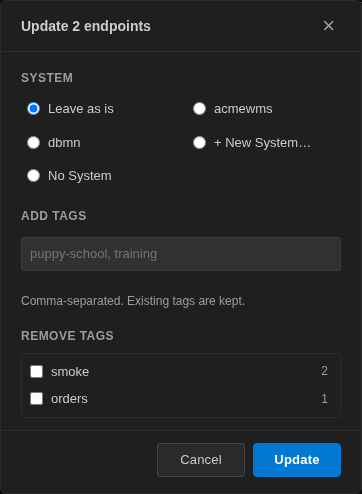 Update 2 endpoints
SYSTEM
Leave as is
acmewms
dbmn
+ New System…
No System
ADD TAGS
puppy-school, training
Comma-separated. Existing tags are kept.
REMOVE TAGS
smoke 2
orders 1
Cancel Update